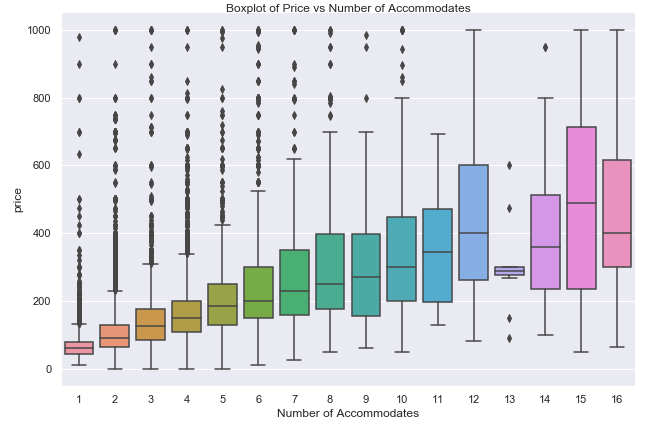 Boxplot of Price vs Number of Accommodates
1000
800
600
400
200
0
price
1 2 3 4 5 6 7 8 9 10 11 12 13 14 15 16
Number of Accommodates